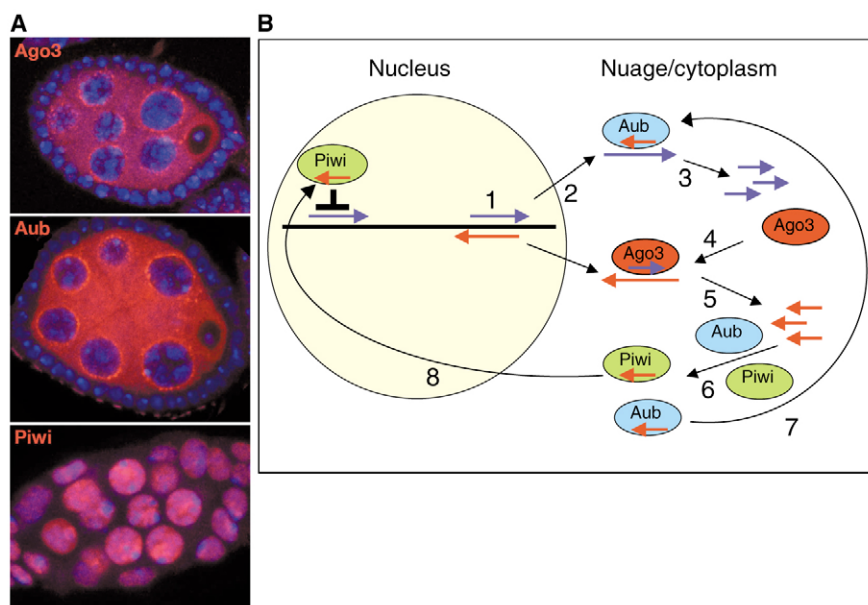 A
Ago3
Aub
Piwi
B
Nucleus
Nuage/cytoplasm
Piwi
1
2
Aub
3
Ago3
4
Ago3
5
Aub
Piwi
6
Piwi
Aub
7
8